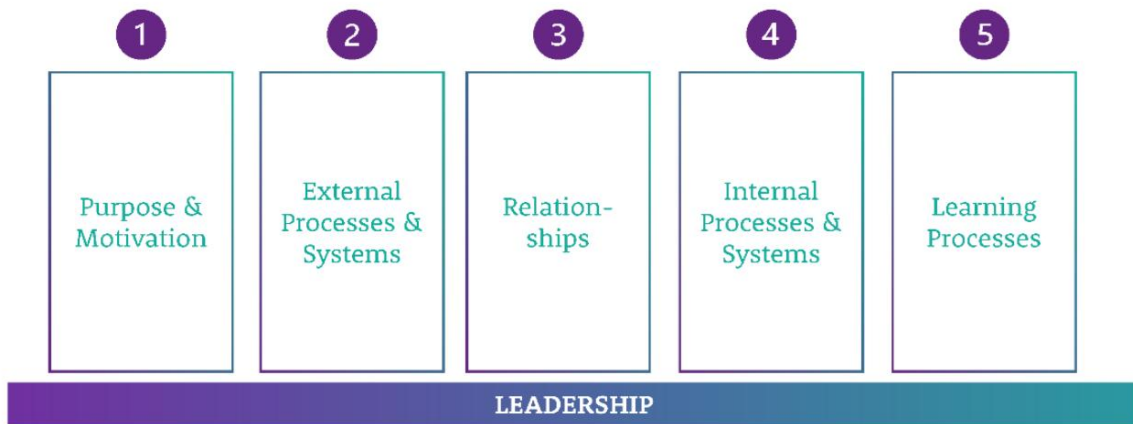 1
2
3
4
5
Purpose &
Motivation
External
Processes &
Systems
Relation-
ships
Internal
Processes &
Systems
Learning
Processes
LEADERSHIP